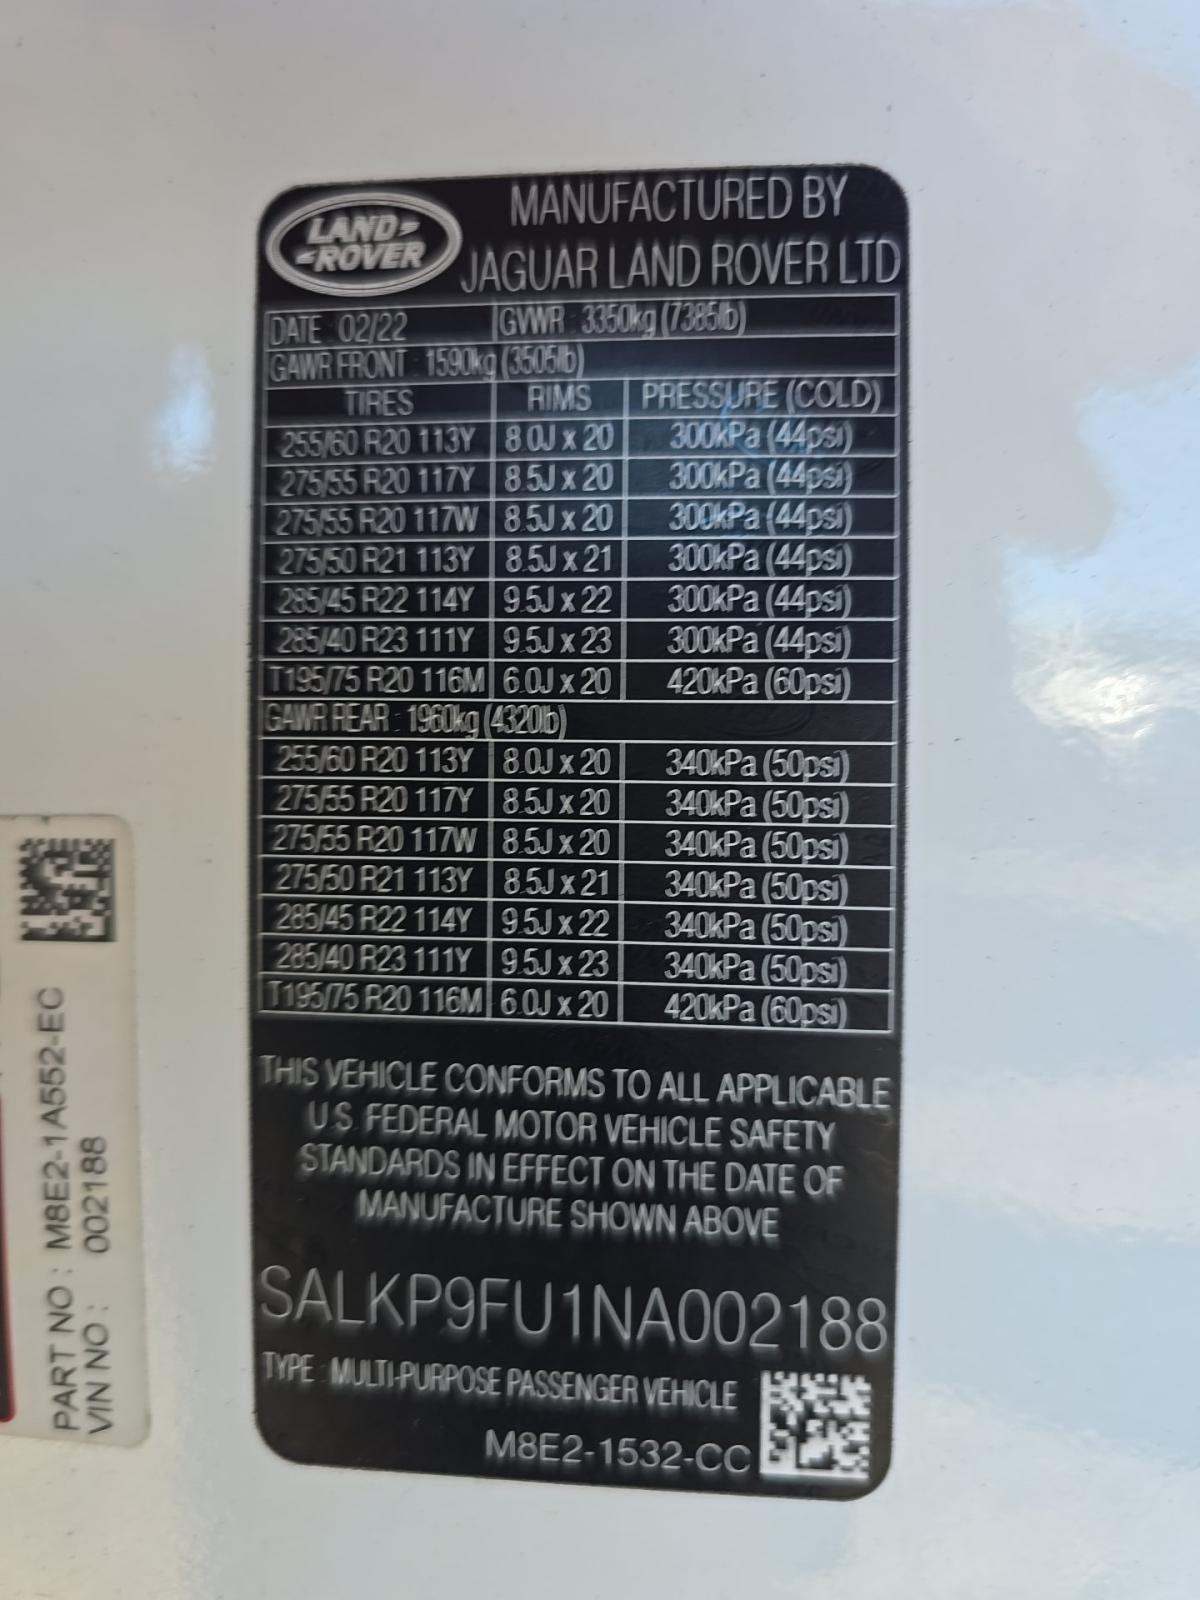 LAND
ROVER
MANUFACTURED BY
JAGUAR LAND ROVER LTD
DATE : 02/22 GVWR : 3350kg (7385lb)
GAWR FRONT : 1590kg (3505lb)
TIRES RIMS PRESSURE (COLD)
255/60 R20 113Y 8.0J x 20 300kPa (44psi)
275/55 R20 117Y 8.5J x 20 300kPa (44psi)
275/55 R20 117W 8.5J x 20 300kPa (44psi)
275/50 R21 113Y 8.5J x 21 300kPa (44psi)
285/45 R22 114Y 9.5J x 22 300kPa (44psi)
285/40 R23 111Y 9.5J x 23 300kPa (44psi)
T195/75 R20 116M 6.0J x 20 420kPa (60psi)
GAWR REAR : 1960kg (4320lb)
255/60 R20 113Y 8.0J x 20 340kPa (50psi)
275/55 R20 117Y 8.5J x 20 340kPa (50psi)
275/55 R20 117W 8.5J x 20 340kPa (50psi)
275/50 R21 113Y 8.5J x 21 340kPa (50psi)
285/45 R22 114Y 9.5J x 22 340kPa (50psi)
285/40 R23 111Y 9.5J x 23 340kPa (50psi)
T195/75 R20 116M 6.0J x 20 420kPa (60psi)
THIS VEHICLE CONFORMS TO ALL APPLICABLE
U.S. FEDERAL MOTOR VEHICLE SAFETY
STANDARDS IN EFFECT ON THE DATE OF
MANUFACTURE SHOWN ABOVE
SALKP9FU1NA002188
TYPE : MULTI-PURPOSE PASSENGER VEHICLE
M8E2-1532-CC
PART NO : M8E2-1A552-EC
VIN NO : 002188